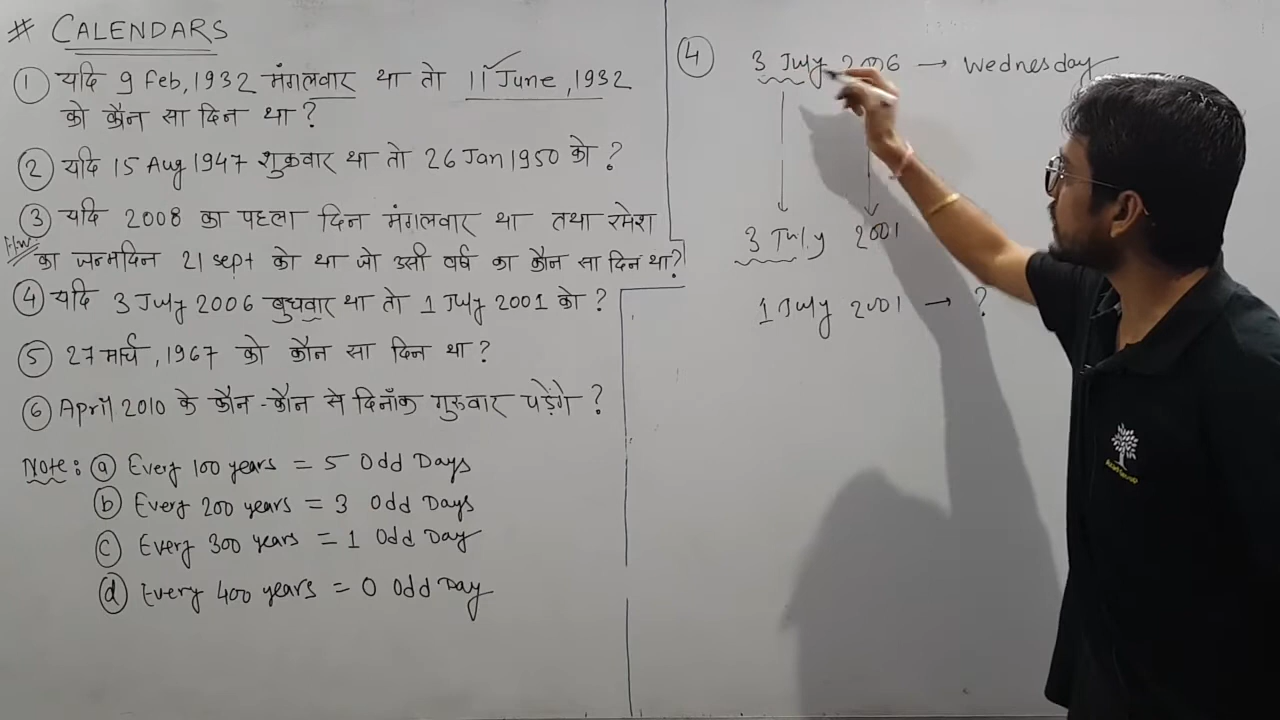 # CALENDARS
① यदि 9 Feb, 1932 मंगलवार था तो 11 June, 1932
को कौन सा दिन था ?
② यदि 15 Aug 1947 शुक्रवार था तो 26 Jan 1950 को ?
③ यदि 2008 का पहला दिन मंगलवार था तथा रमेश
H/W का जन्मदिन 21 Sept को था जो उसी वर्ष का कौन सा दिन था ?
④ यदि 3 July 2006 बुधवार था तो 1 July 2001 को ?
⑤ 27 मार्च, 1967 को कौन सा दिन था ?
⑥ April 2010 के कौन - कौन से दिनाँक गुरुवार पड़ेंगे ?
Note : ⓐ Every 100 years = 5 Odd Days
ⓑ Every 200 years = 3 Odd Days
ⓒ Every 300 years = 1 Odd Day
ⓓ Every 400 years = 0 Odd Day
④ 3 July 2006 → Wednesday
3 July 2001
1 July 2001 → ?